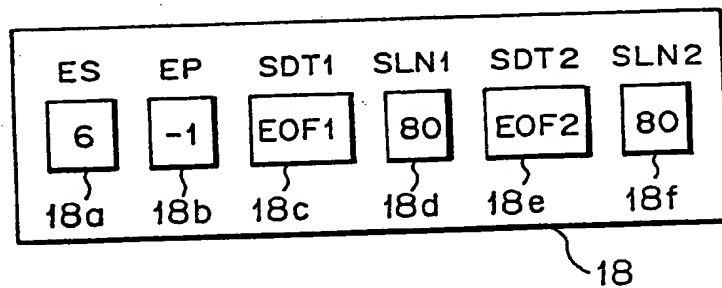 ES EP SDT1 SLN1 SDT2 SLN2
6 -1 EOF1 80 EOF2 80
18a 18b 18c 18d 18e 18f
18